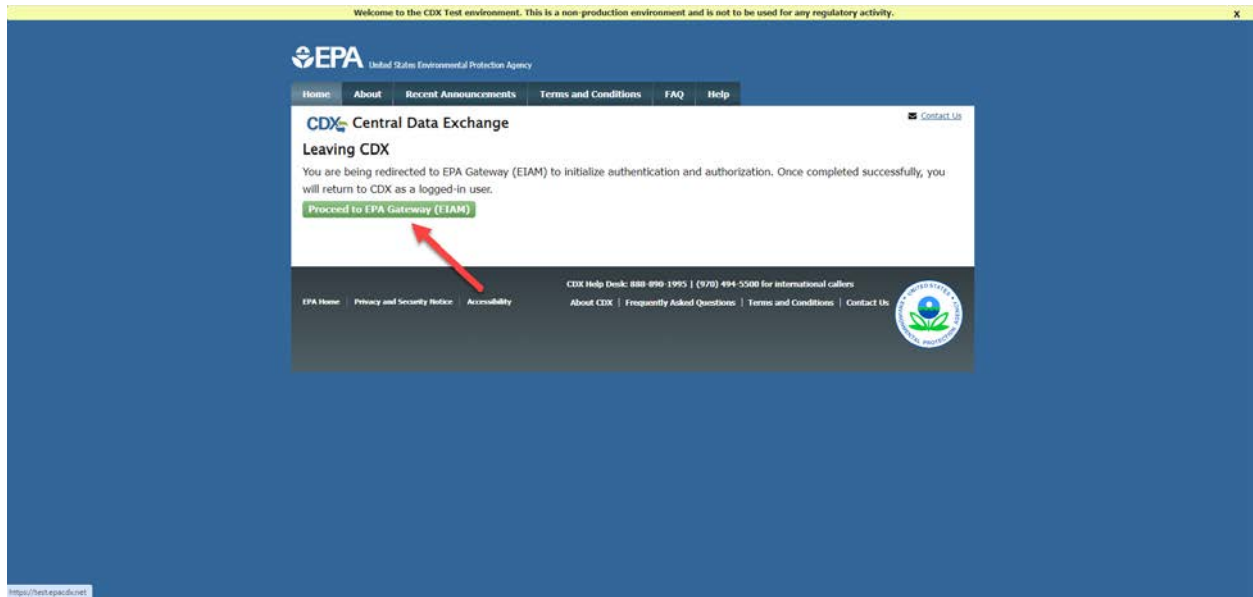 Welcome to the CDX Test environment. This is a non-production environment and is not to be used for any regulatory activity.
X
EPA United States Environmental Protection Agency
Home About Recent Announcements Terms and Conditions FAQ Help
Contact Us
CDX Central Data Exchange
Leaving CDX
You are being redirected to EPA Gateway (EIAM) to initialize authentication and authorization. Once completed successfully, you
will return to CDX as a logged-in user.
Proceed to EPA Gateway (EIAM)
CDX Help Desk: 888-890-1995 | (970) 494-5500 for international callers
EPA Home | Privacy and Security Notice | Accessibility
About CDX | Frequently Asked Questions | Terms and Conditions | Contact Us
UNITED STATES
https://test.epacdx.net